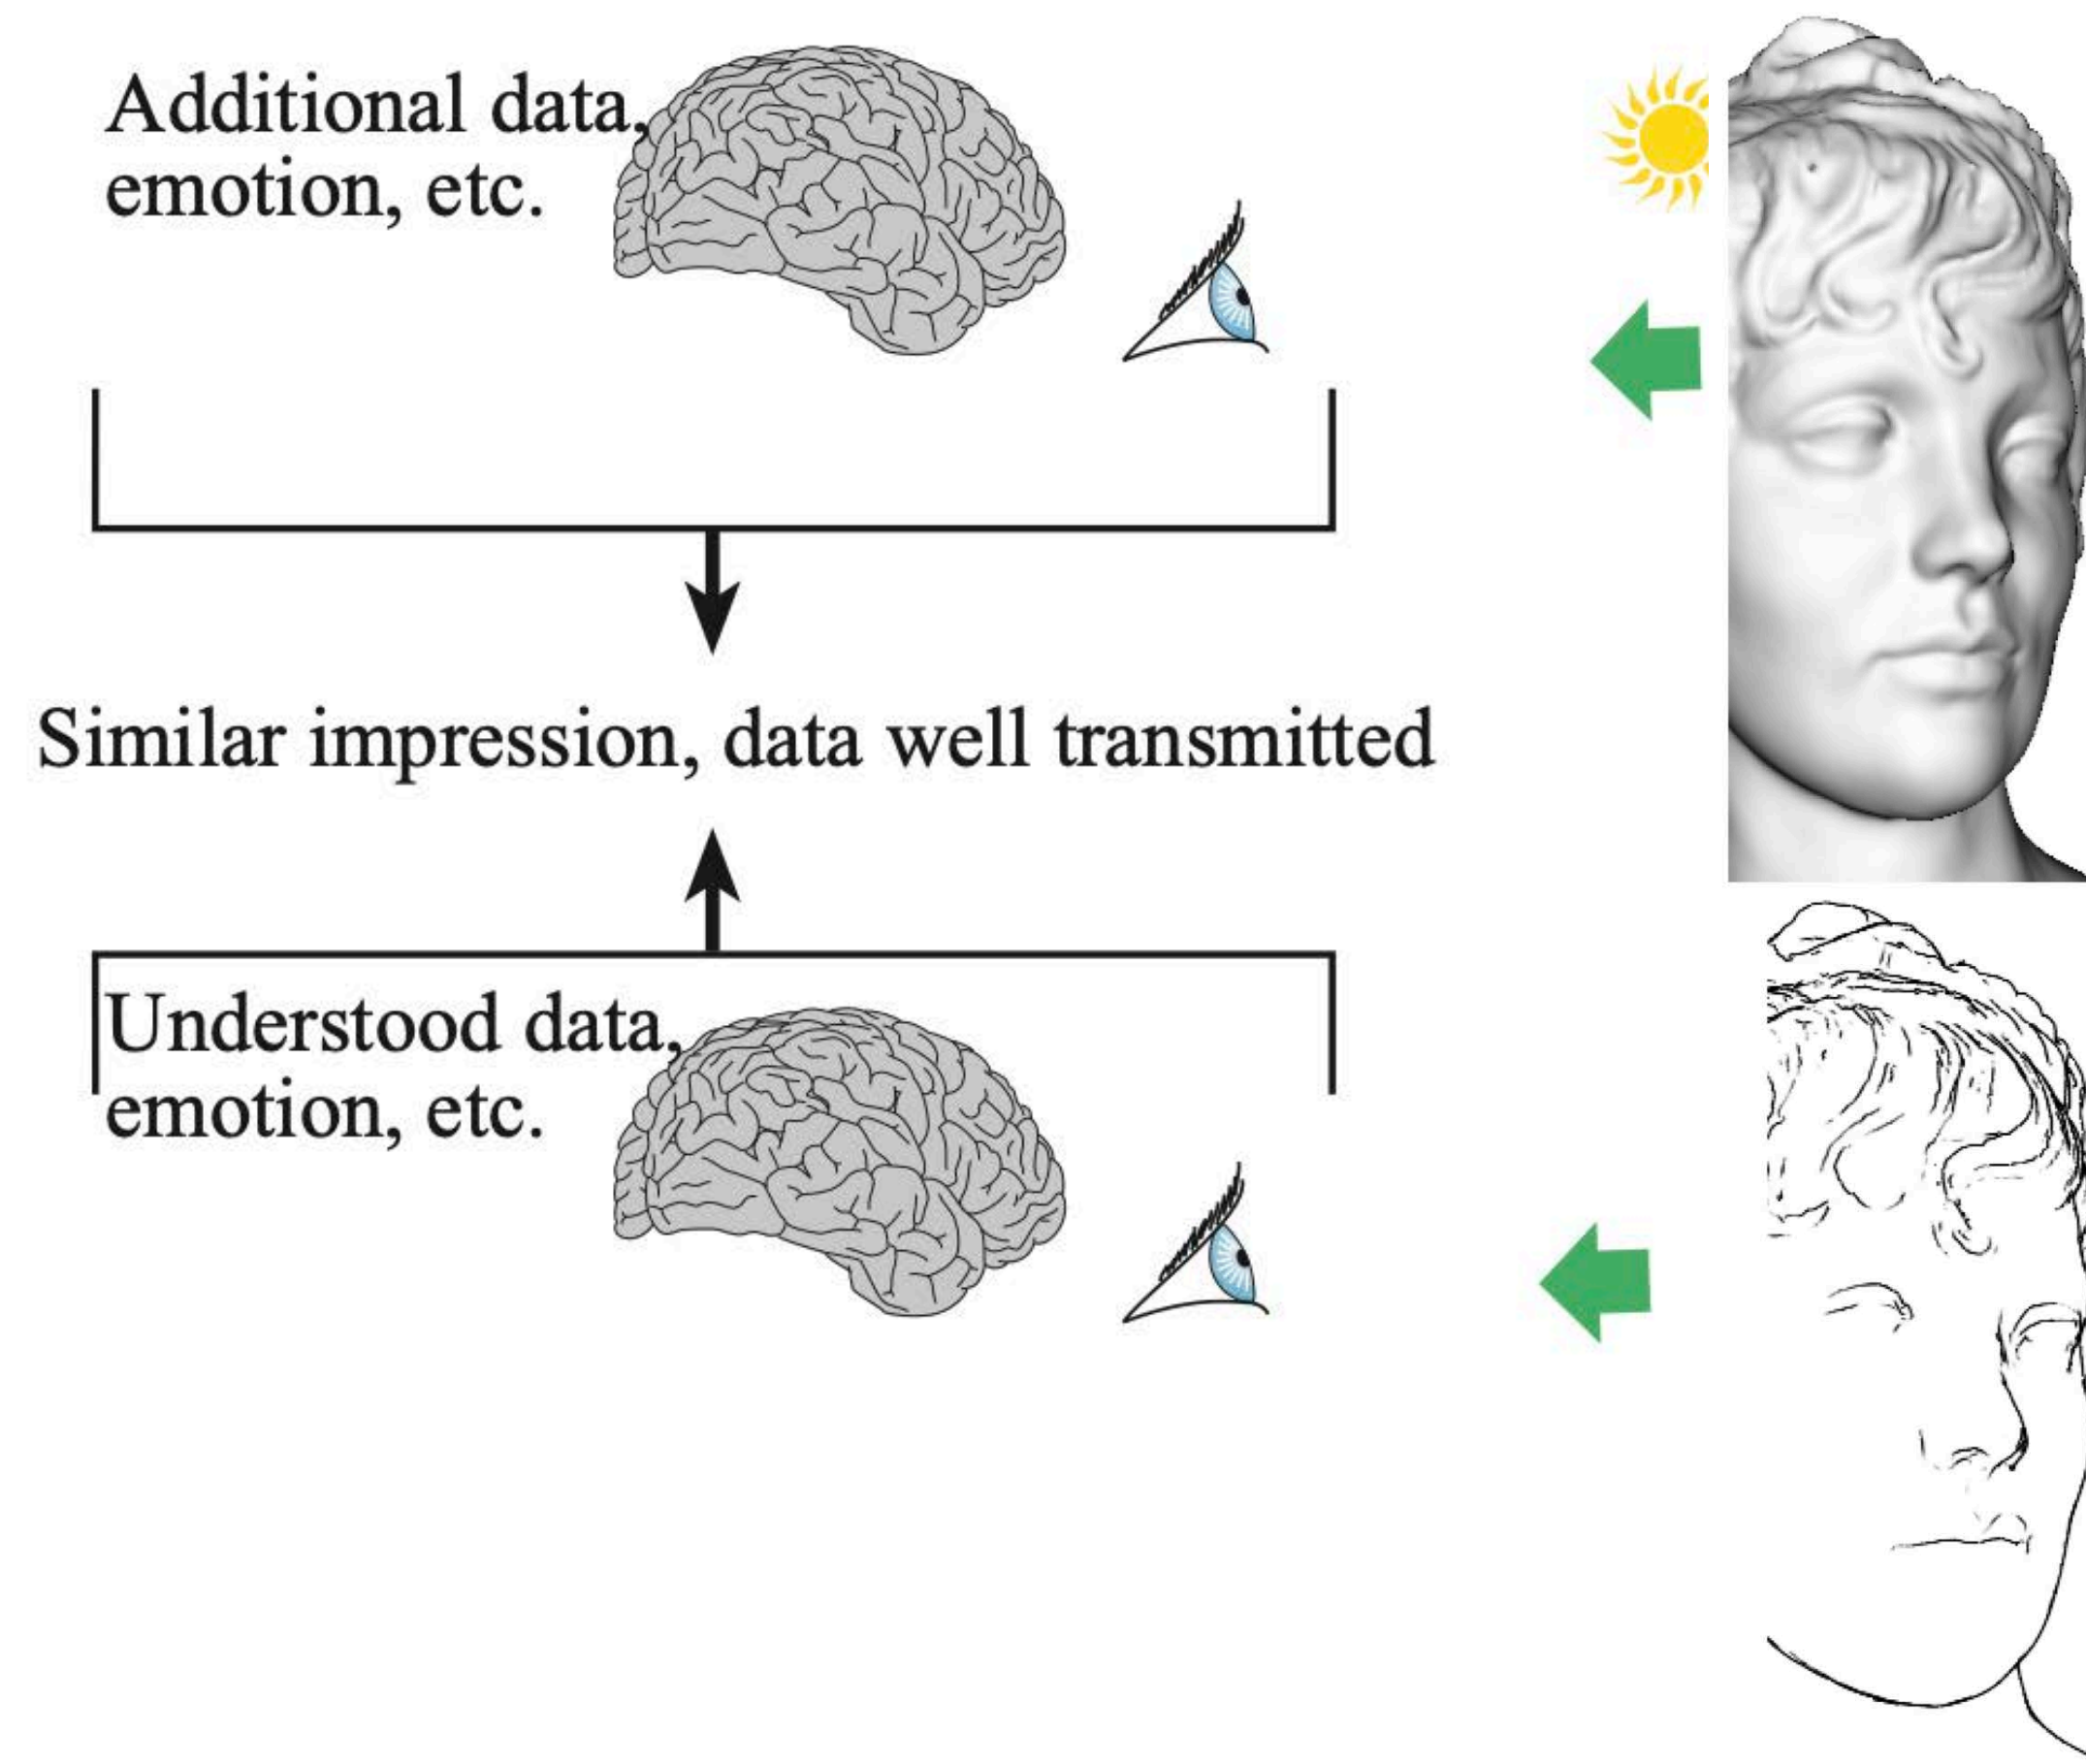 Additional data,
emotion, etc.
Similar impression, data well transmitted
Understood data,
emotion, etc.